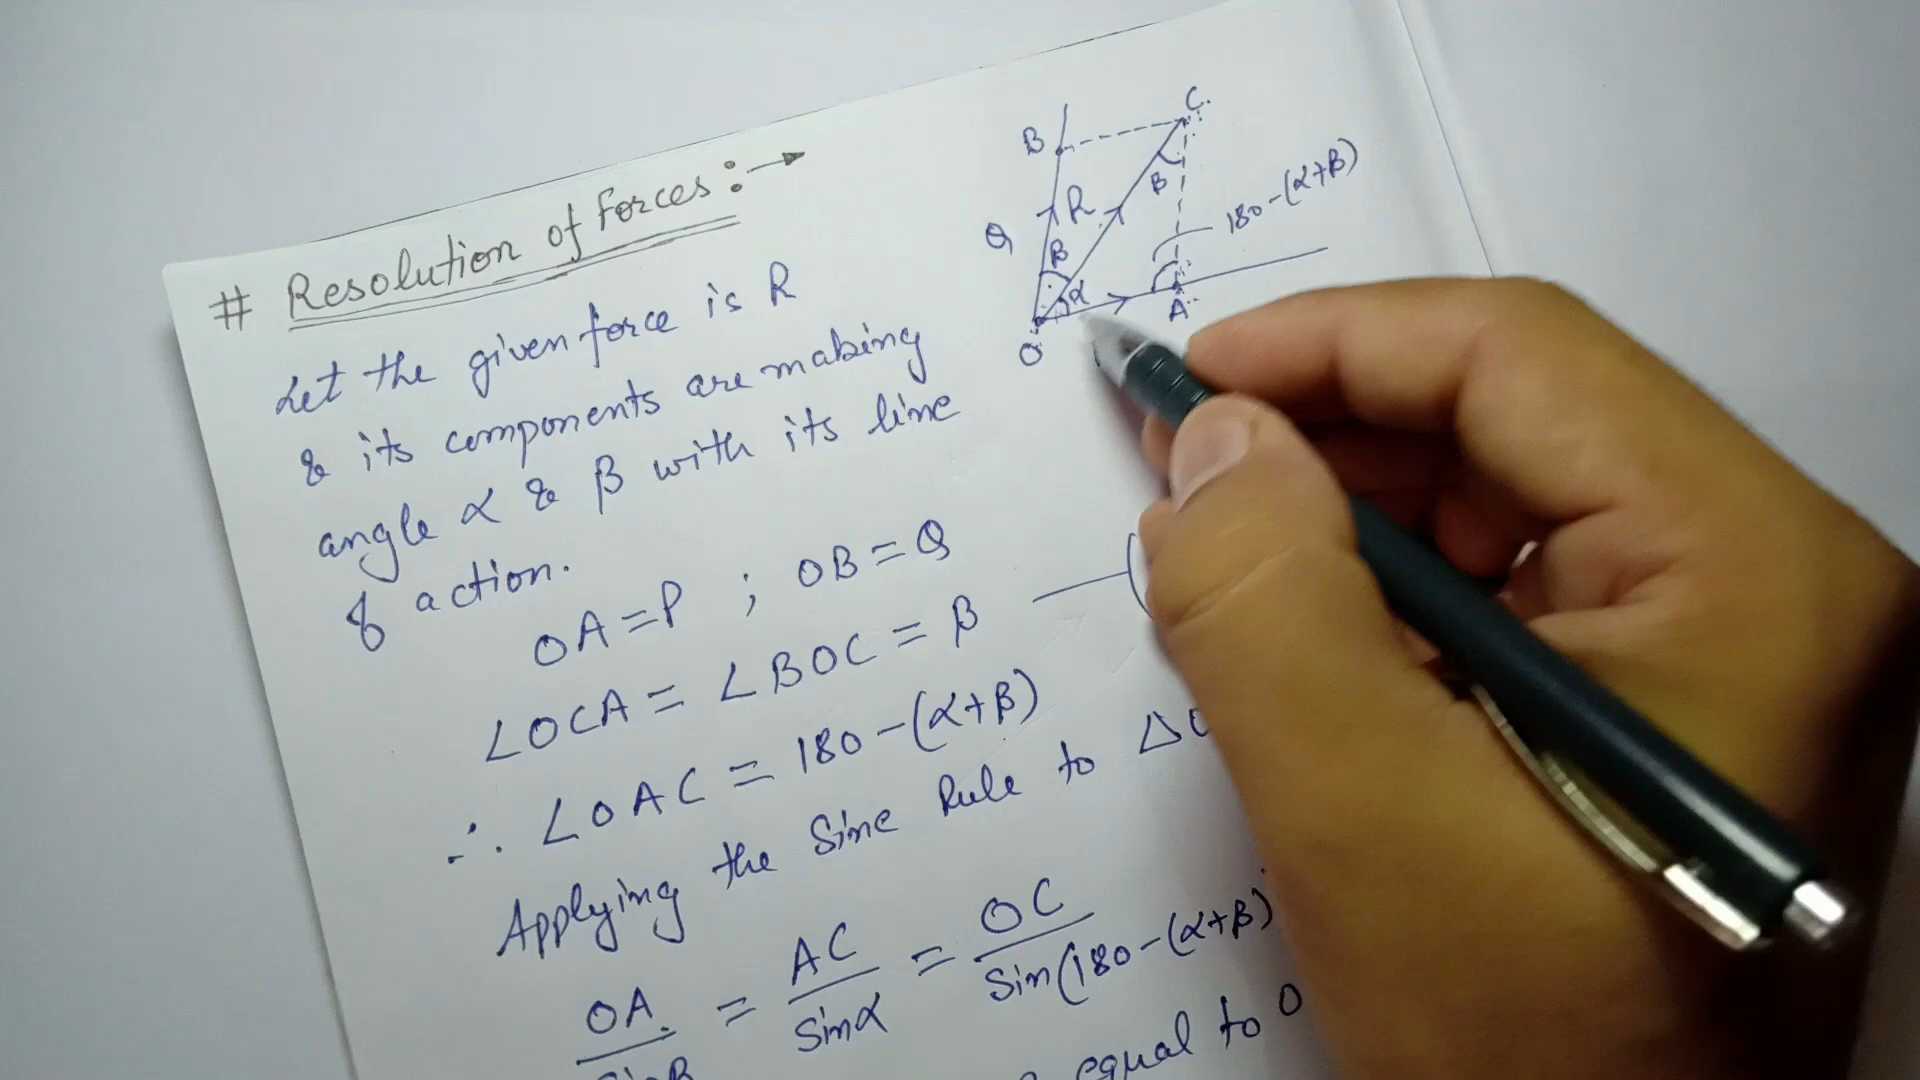 # Resolution of Forces:→
Let the given force is R
& its components are making
angle α & β with its line
of action.
OA = P ; OB = Q
∠OCA = ∠BOC = β
∴ ∠OAC = 180-(α+β)
Applying the Sine Rule to Δ
OA/SinB = AC/Sinα = OC/Sin(180-(α+β)
equal to O
B
C.
Q
R
B
B
α
180-(α+β)
A
O